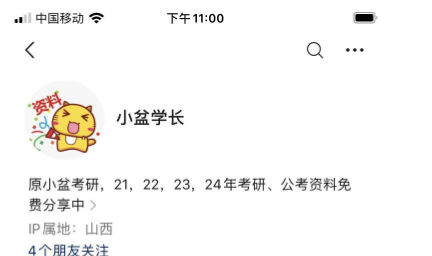 中国移动 下午11:00
资料
小盆学长
原小盆考研，21，22，23，24年考研、公考资料免
费分享中
IP属地：山西
4个朋友关注